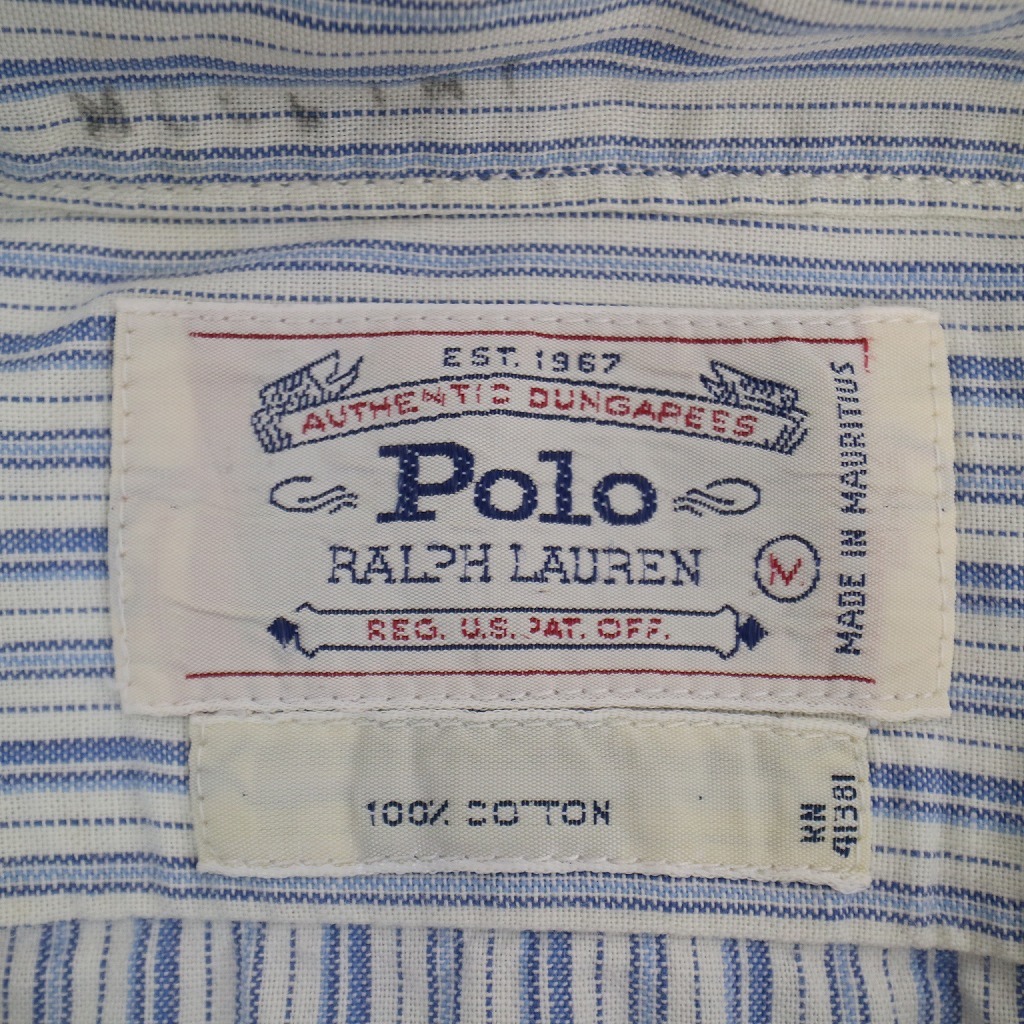 EST. 1967
AUTHENTIC DUNGAREES
Polo
RALPH LAUREN
M
REG. U.S. PAT. OFF.
MADE IN MAURITIUS
100% COTTON
RN 41381